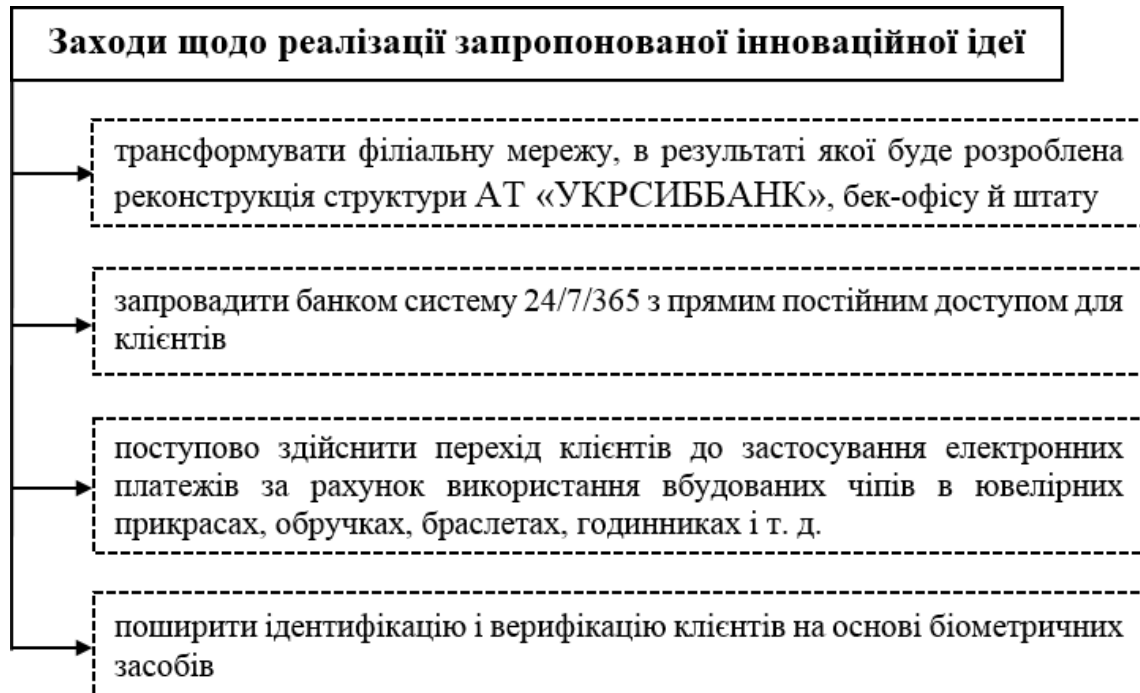 Заходи щодо реалізації запропонованої інноваційної ідеї
трансформувати філіальну мережу, в результаті якої буде розроблена
реконструкція структури АТ «УКРСИББАНК», бек-офісу й штату
запровадити банком систему 24/7/365 з прямим постійним доступом для
клієнтів
поступово здійснити перехід клієнтів до застосування електронних
платежів за рахунок використання вбудованих чіпів в ювелірних
прикрасах, обручках, браслетах, годинниках і т. д.
поширити ідентифікацію і верифікацію клієнтів на основі біометричних
засобів